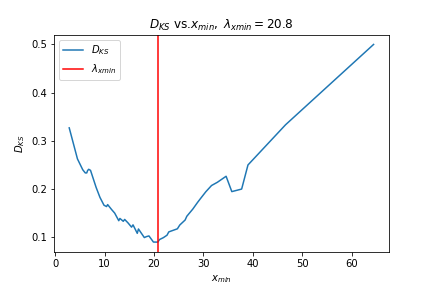 D_KS vs.x_min, λ_xmin = 20.8
D_KS
λ_xmin
0.5
0.4
0.3
0.2
0.1
D_KS
0 10 20 30 40 50 60
x_min